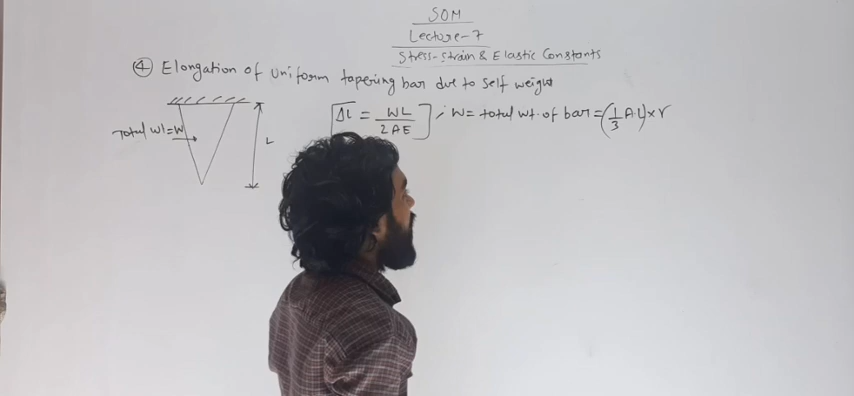 SOM
Lecture-7
Stress-Strain & Elastic Constants
④ Elongation of Uniform tapering bar due to self weight
Total wt=W
L
[ΔL = WL/2AE] ; W= total wt. of bar = (1/3 A.L) × γ